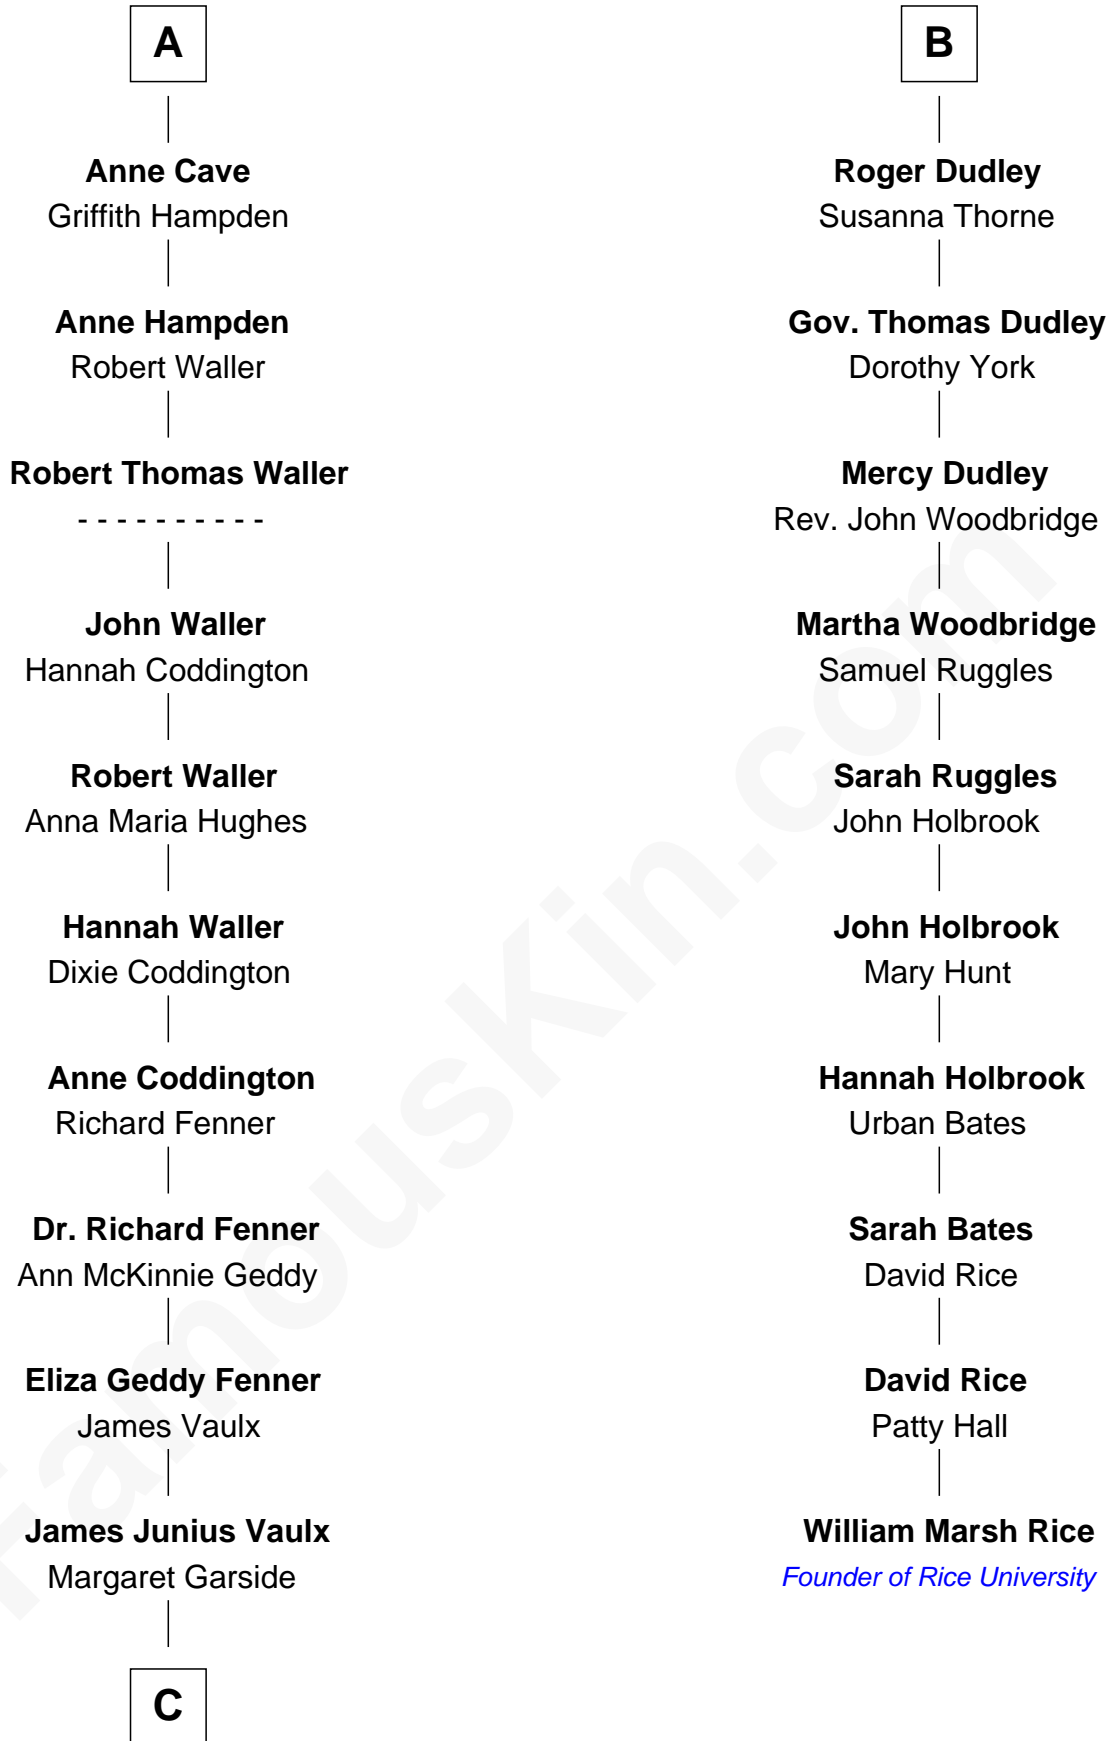 A
Anne Cave
Griffith Hampden
Anne Hampden
Robert Waller
Robert Thomas Waller
- - - - - - - - - -
John Waller
Hannah Coddington
Robert Waller
Anna Maria Hughes
Hannah Waller
Dixie Coddington
Anne Coddington
Richard Fenner
Dr. Richard Fenner
Ann McKinnie Geddy
Eliza Geddy Fenner
James Vaulx
James Junius Vaulx
Margaret Garside
C
B
Roger Dudley
Susanna Thorne
Gov. Thomas Dudley
Dorothy York
Mercy Dudley
Rev. John Woodbridge
Martha Woodbridge
Samuel Ruggles
Sarah Ruggles
John Holbrook
John Holbrook
Mary Hunt
Hannah Holbrook
Urban Bates
Sarah Bates
David Rice
David Rice
Patty Hall
William Marsh Rice
Founder of Rice University
FamousKin.com